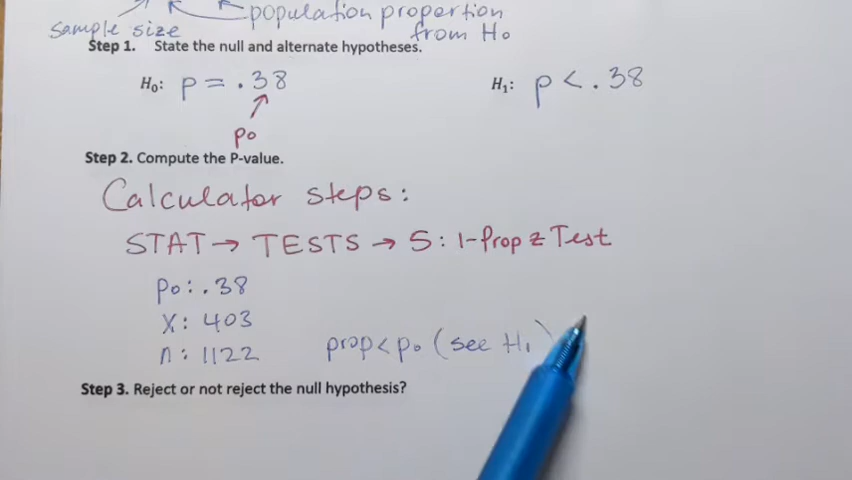 population proportion
sample size
from H₀
Step 1. State the null and alternate hypotheses.
H₀: p = .38
H₁: p < .38
p₀
Step 2. Compute the P-value.
Calculator steps:
STAT → TESTS → 5: 1-Prop z Test
p₀: .38
x: 403
n: 1122
prop < p₀ (see H₁)
Step 3. Reject or not reject the null hypothesis?